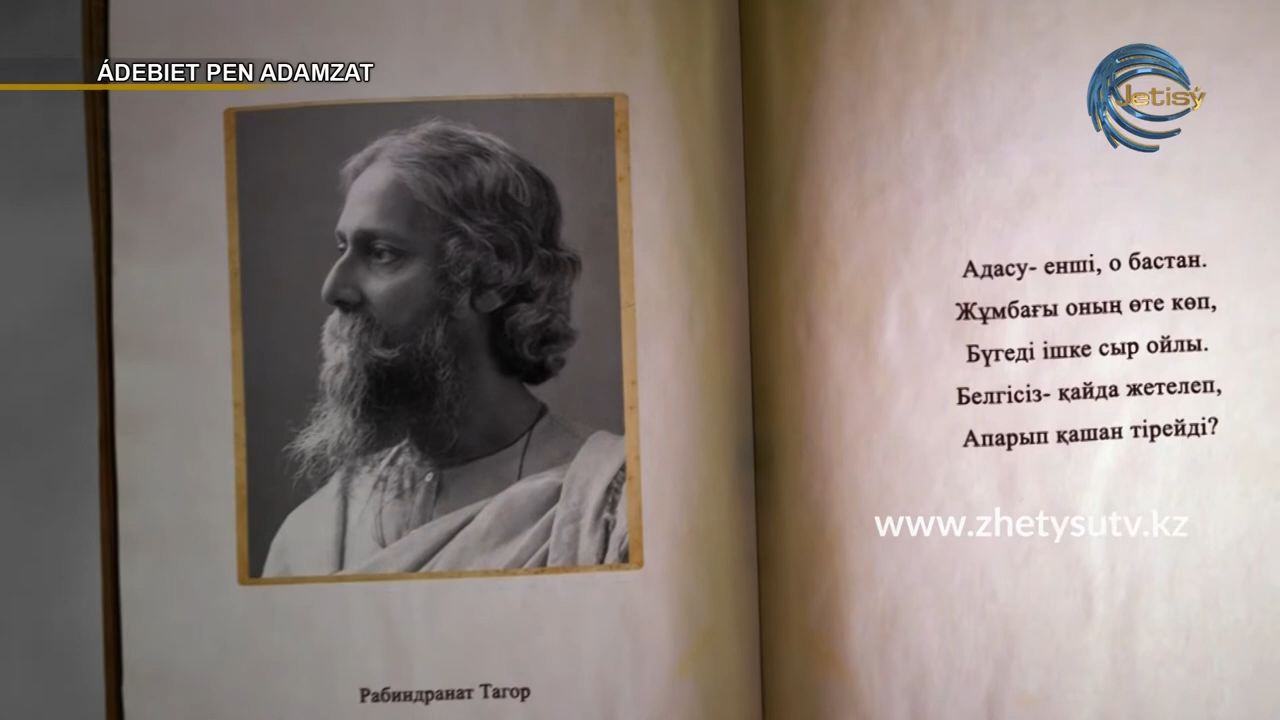 ÁDEBIET PEN ADAMZAT
Jetisý
Адасу- енші, о бастан.
Жұмбағы оның өте көп,
Бүгеді ішке сыр ойлы.
Белгісіз- қайда жетелеп,
Апарып қашан тірейді?
www.zhetysutv.kz
Рабиндранат Тагор